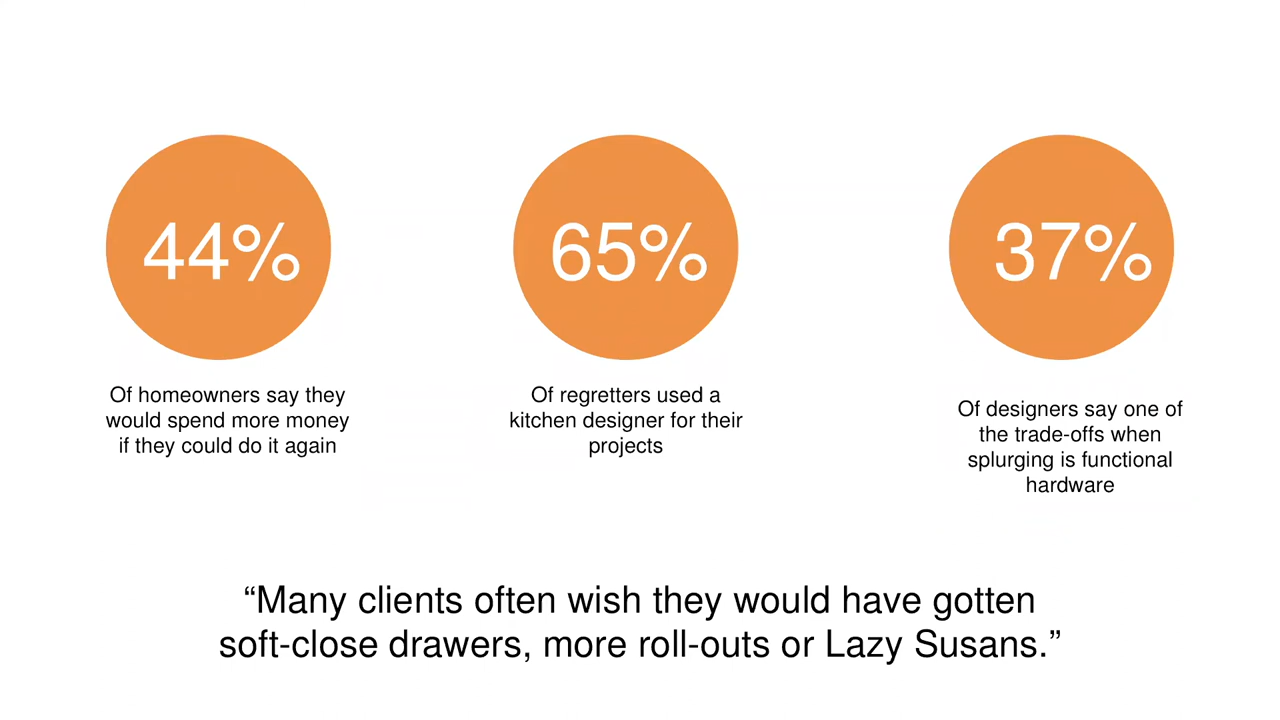 44%
Of homeowners say they
would spend more money
if they could do it again
65%
Of regretters used a
kitchen designer for their
projects
37%
Of designers say one of
the trade-offs when
splurging is functional
hardware
“Many clients often wish they would have gotten
soft-close drawers, more roll-outs or Lazy Susans.”